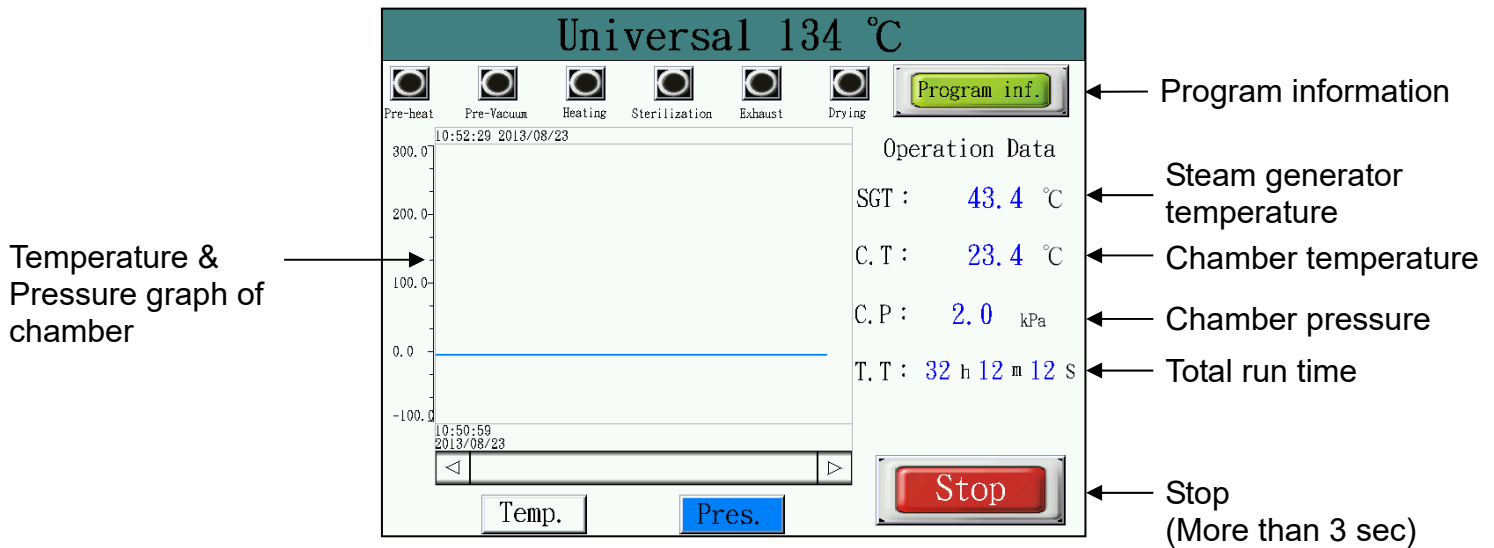 Universal 134 ℃
Pre-heat
Pre-Vacuum
Heating
Sterilization
Exhaust
Drying
Program inf.
Program information
10:52:29 2013/08/23
300.0
200.0
100.0
0.0
-100.0
10:50:59
2013/08/23
Temperature &
Pressure graph of
chamber
Operation Data
SGT : 43.4 ℃
Steam generator
temperature
C.T : 23.4 ℃
Chamber temperature
C.P : 2.0 kPa
Chamber pressure
T.T : 32 h 12 m 12 S
Total run time
Temp.
Pres.
Stop
Stop
(More than 3 sec)